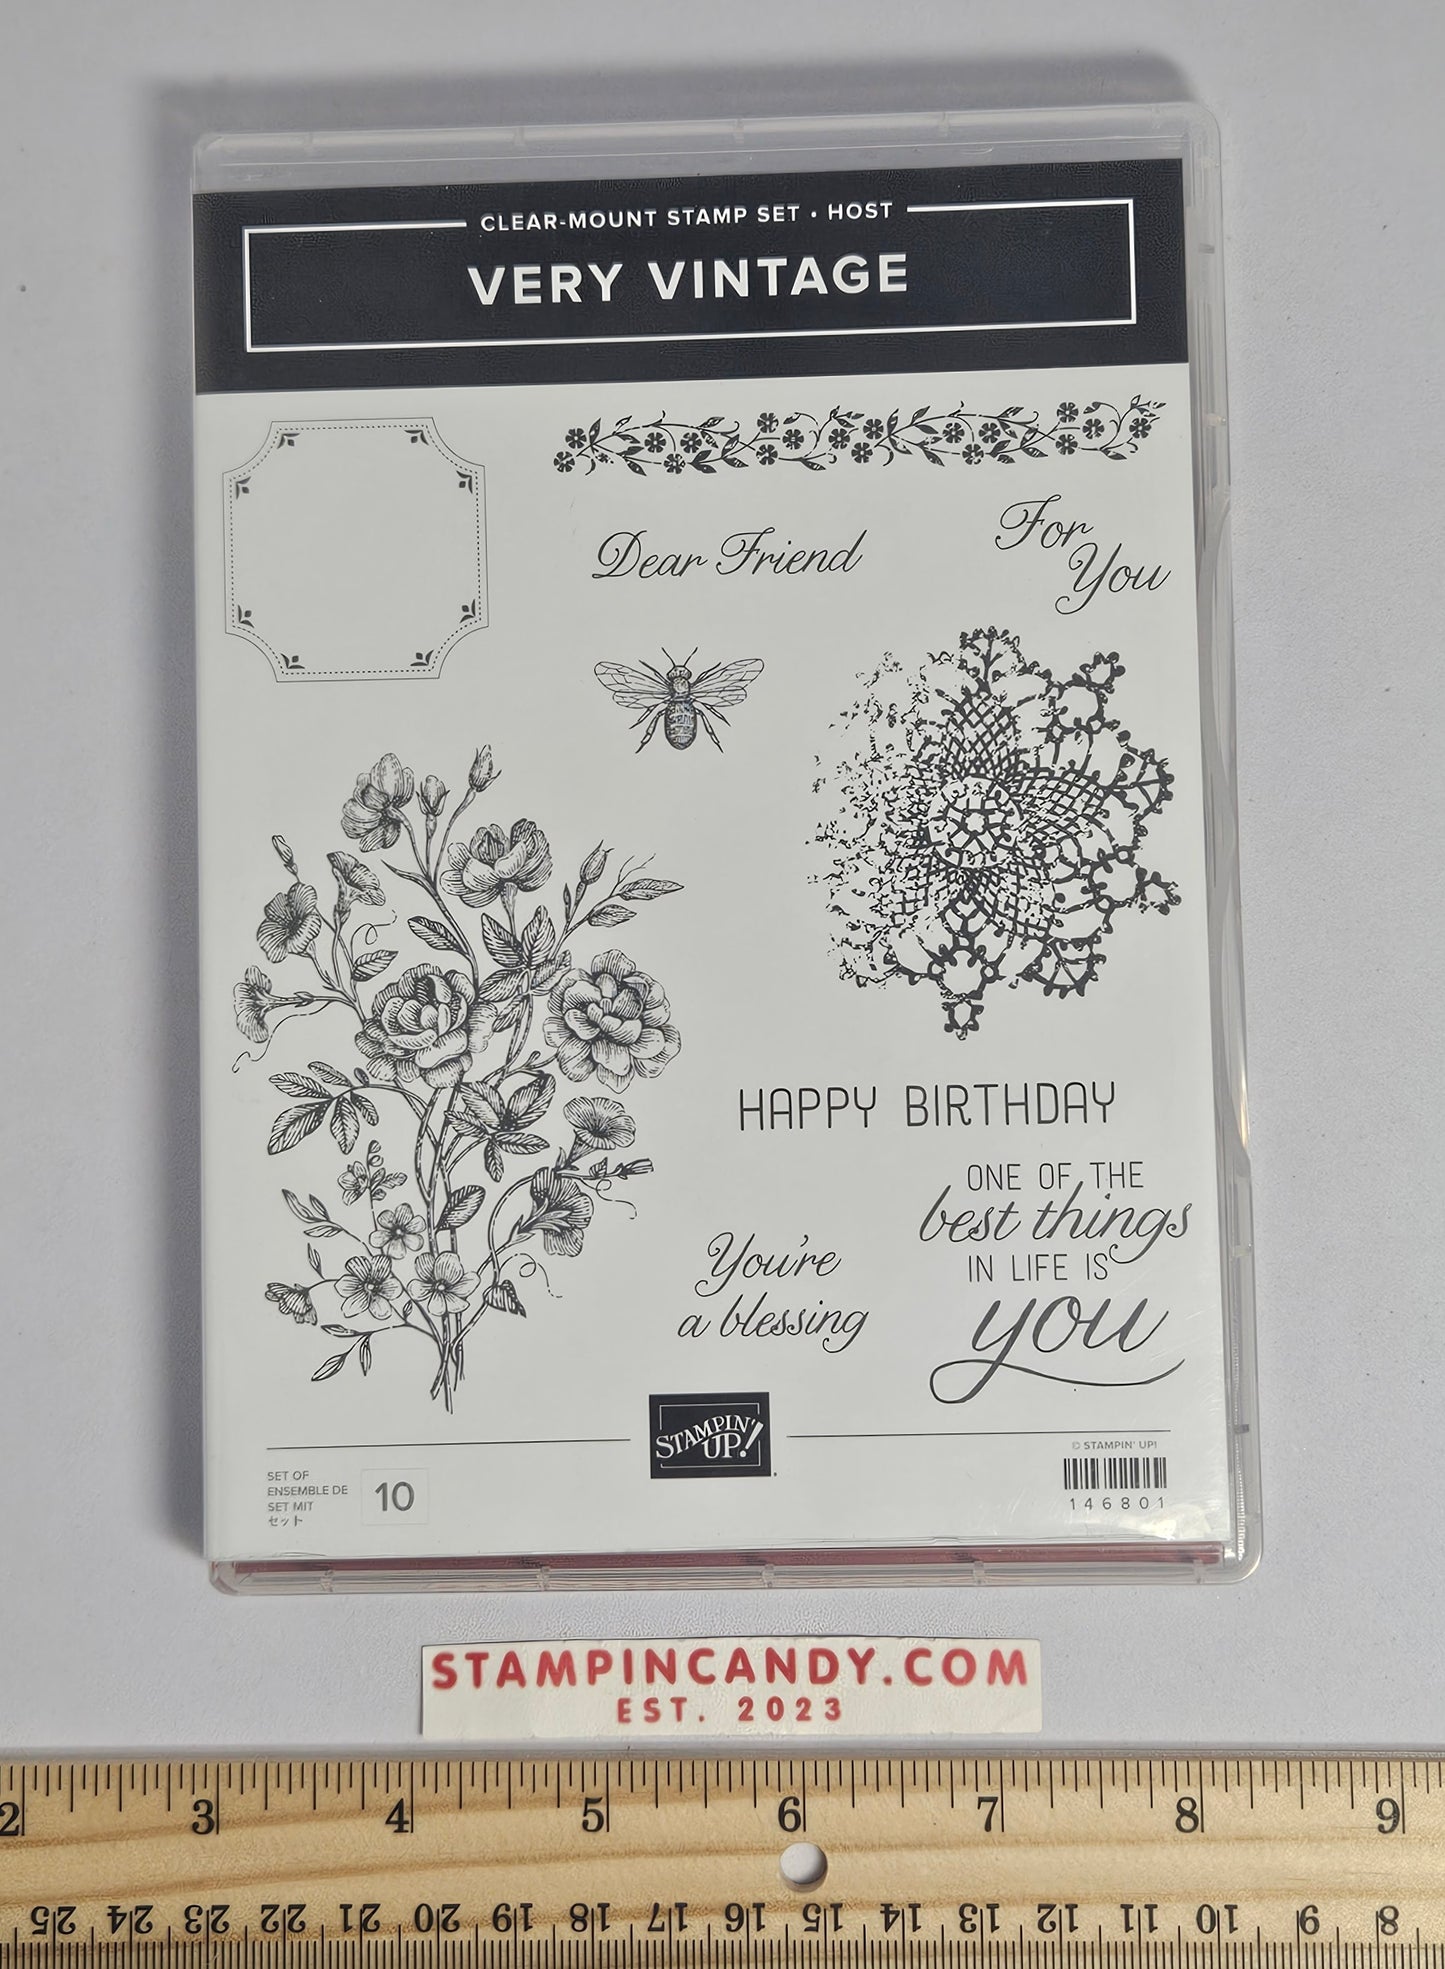 CLEAR-MOUNT STAMP SET • HOST
VERY VINTAGE
Dear Friend
For
You
HAPPY BIRTHDAY
ONE OF THE
best things
IN LIFE IS
you
You're
a blessing
STAMPIN'
UP!
© STAMPIN' UP!
SET OF
ENSEMBLE DE
SET MIT
セット
10
146801
STAMPINCANDY.COM
EST. 2023
2 3 4 5 6 7 8 9
25 24 23 22 21 20 19 18 17 16 15 14 13 12 11 10 9 8